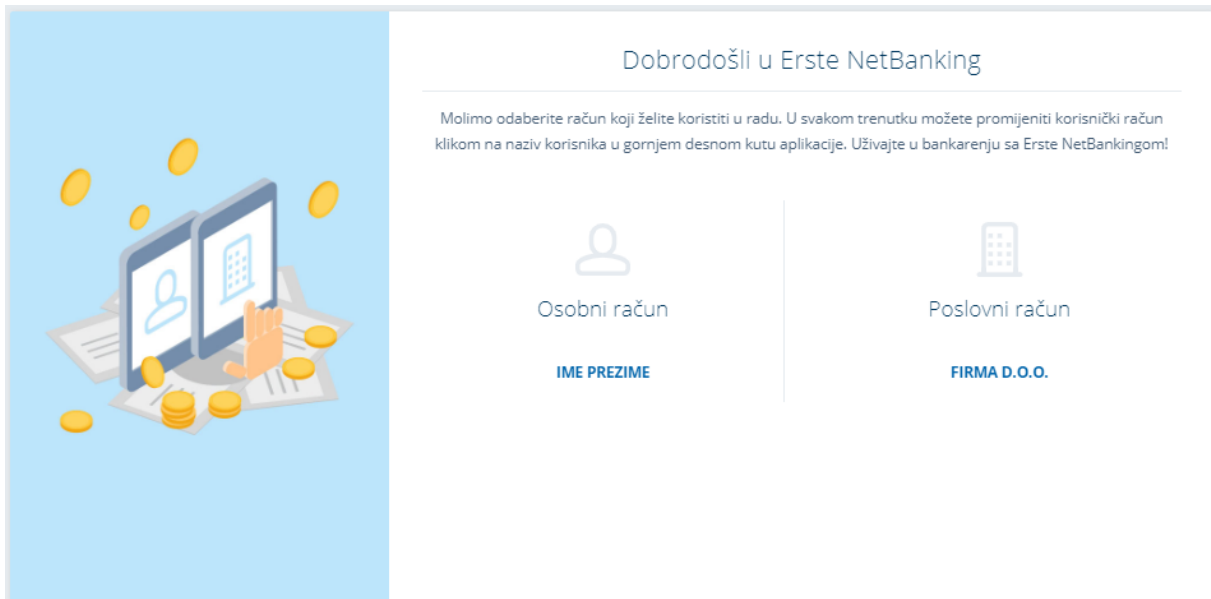 Dobrodošli u Erste NetBanking
Molimo odaberite račun koji želite koristiti u radu. U svakom trenutku možete promijeniti korisnički račun
klikom na naziv korisnika u gornjem desnom kutu aplikacije. Uživajte u bankarenju sa Erste NetBankingom!
Osobni račun
IME PREZIME
Poslovni račun
FIRMA D.O.O.